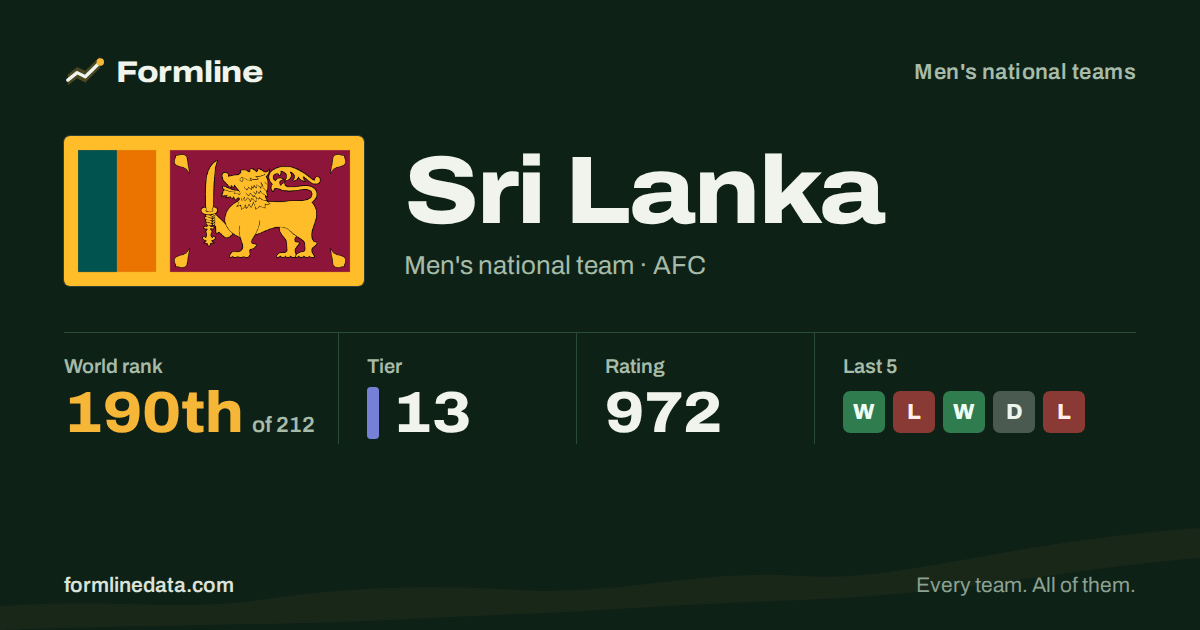 Formline
Men's national teams
Sri Lanka
Men's national team · AFC
World rank
190th of 212
Tier
13
Rating
972
Last 5
W L W D L
formlinedata.com
Every team. All of them.